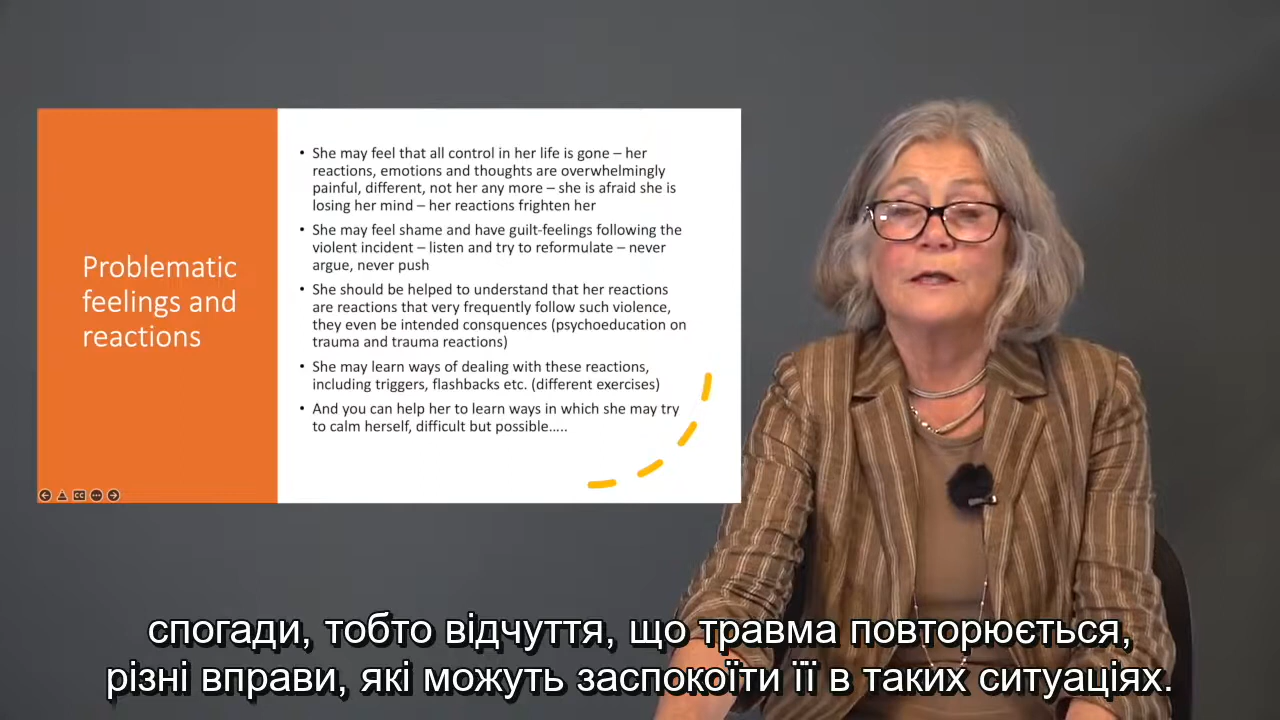 Problematic
feelings and
reactions
• She may feel that all control in her life is gone – her
reactions, emotions and thoughts are overwhelmingly
painful, different, not her any more – she is afraid she is
losing her mind – her reactions frighten her
• She may feel shame and have guilt-feelings following the
violent incident – listen and try to reformulate – never
argue, never push
• She should be helped to understand that her reactions
are reactions that very frequently follow such violence,
they even be intended consquences (psychoeducation on
trauma and trauma reactions)
• She may learn ways of dealing with these reactions,
including triggers, flashbacks etc. (different exercises)
• And you can help her to learn ways in which she may try
to calm herself, difficult but possible…..
спогади, тобто відчуття, що травма повторюється,
різні вправи, які можуть заспокоїти її в таких ситуаціях.